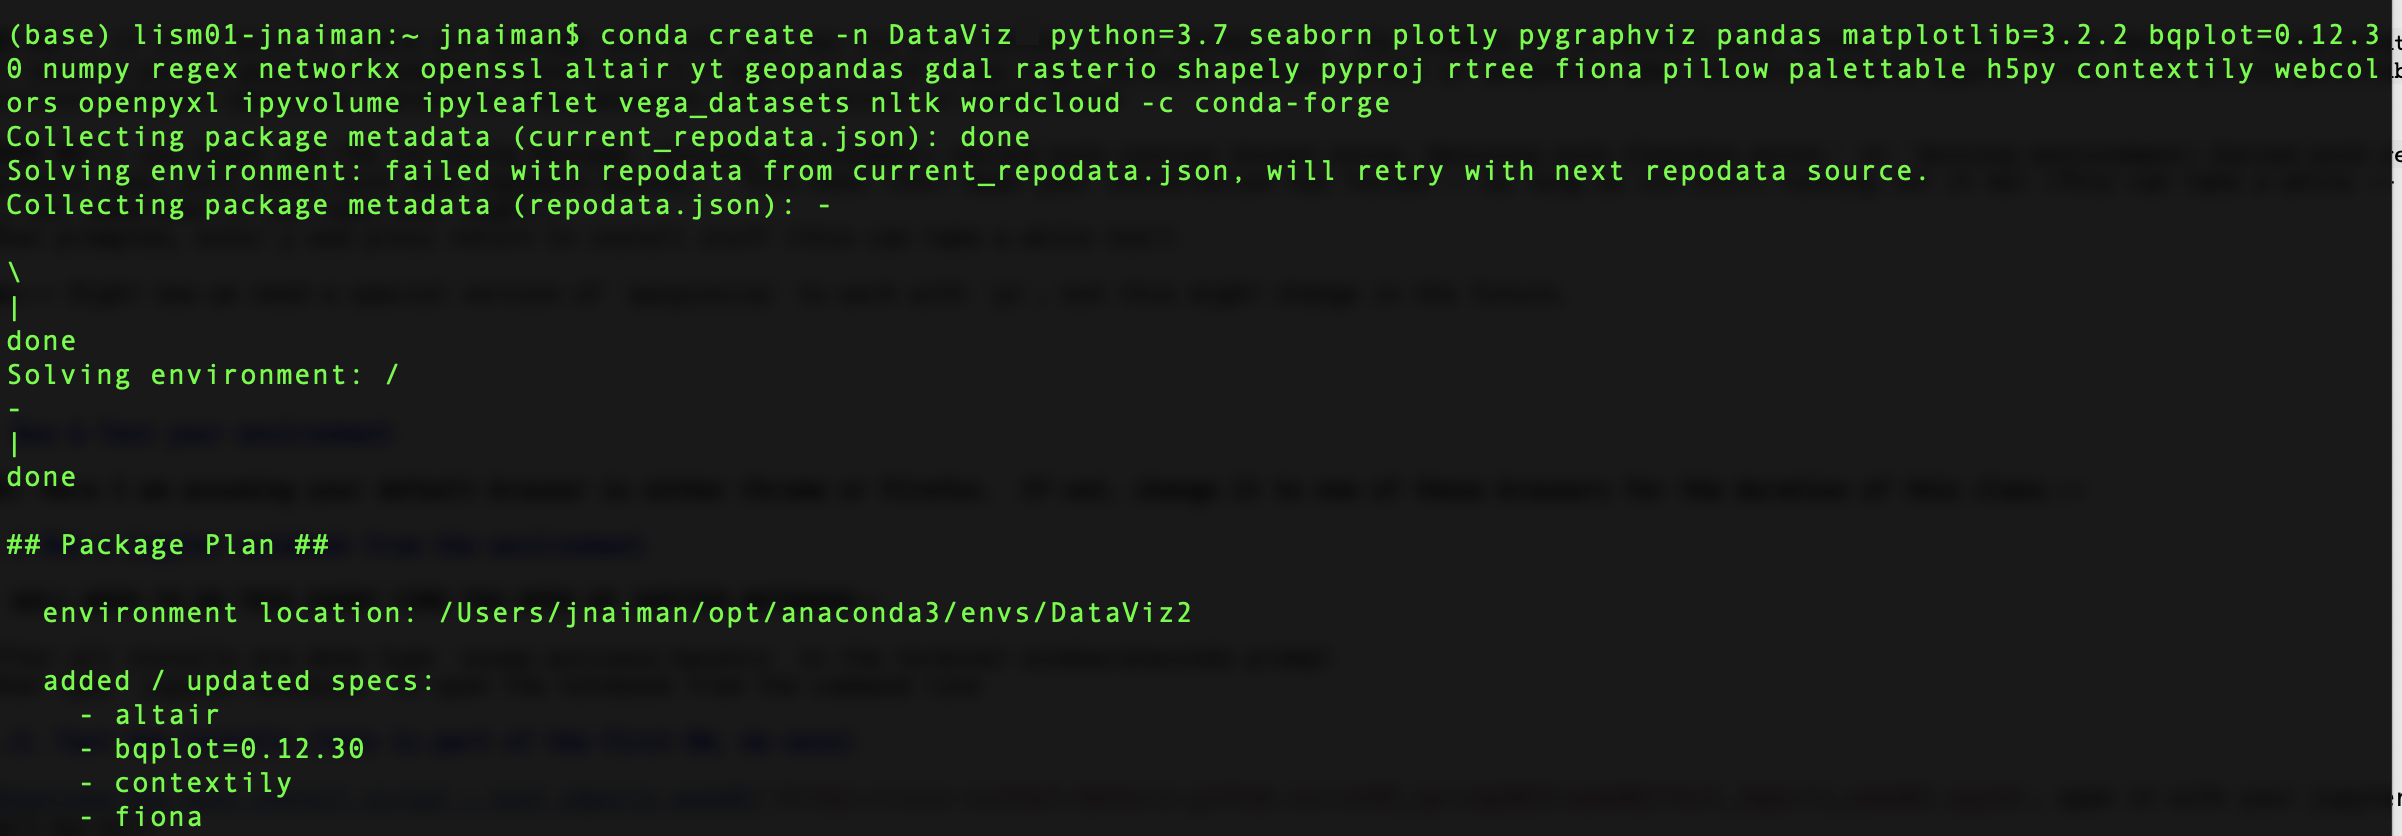 (base) lism01-jnaiman:~ jnaiman$ conda create -n DataViz  python=3.7 seaborn plotly pygraphviz pandas matplotlib=3.2.2 bqplot=0.12.3
0 numpy regex networkx openssl altair yt geopandas gdal rasterio shapely pyproj rtree fiona pillow palettable h5py contextily webcol
ors openpyxl ipyvolume ipyleaflet vega_datasets nltk wordcloud -c conda-forge
Collecting package metadata (current_repodata.json): done
Solving environment: failed with repodata from current_repodata.json, will retry with next repodata source.
Collecting package metadata (repodata.json): -
\
|
done
Solving environment: /
-
|
done
## Package Plan ##
environment location: /Users/jnaiman/opt/anaconda3/envs/DataViz2
added / updated specs:
- altair
- bqplot=0.12.30
- contextily
- fiona